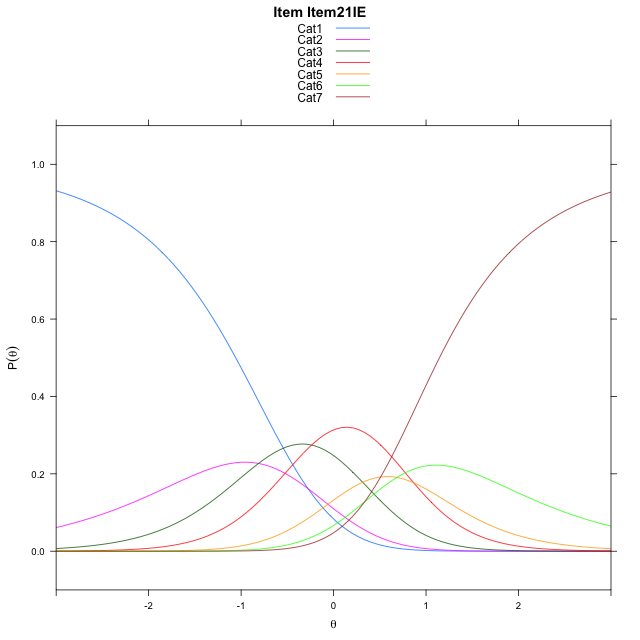 Item Item21IE
Cat1
Cat2
Cat3
Cat4
Cat5
Cat6
Cat7
1.0
0.8
0.6
0.4
0.2
0.0
P(θ)
-2 -1 0 1 2
θ